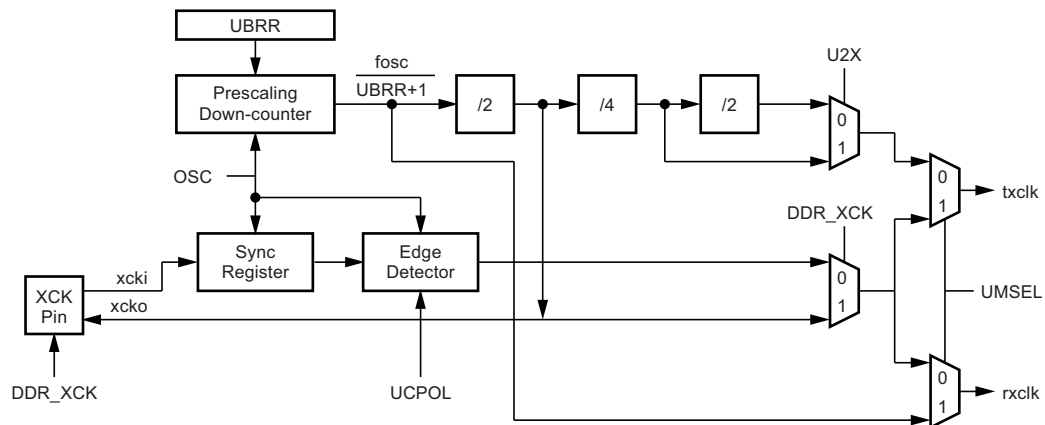 UBRR
Prescaling
Down-counter
fosc
UBRR+1
/2
/4
/2
U2X
0
1
OSC
DDR_XCK
0
1
txclk
Sync
Register
Edge
Detector
xcki
XCK
Pin
xcko
0
1
UMSEL
DDR_XCK
UCPOL
0
1
rxclk